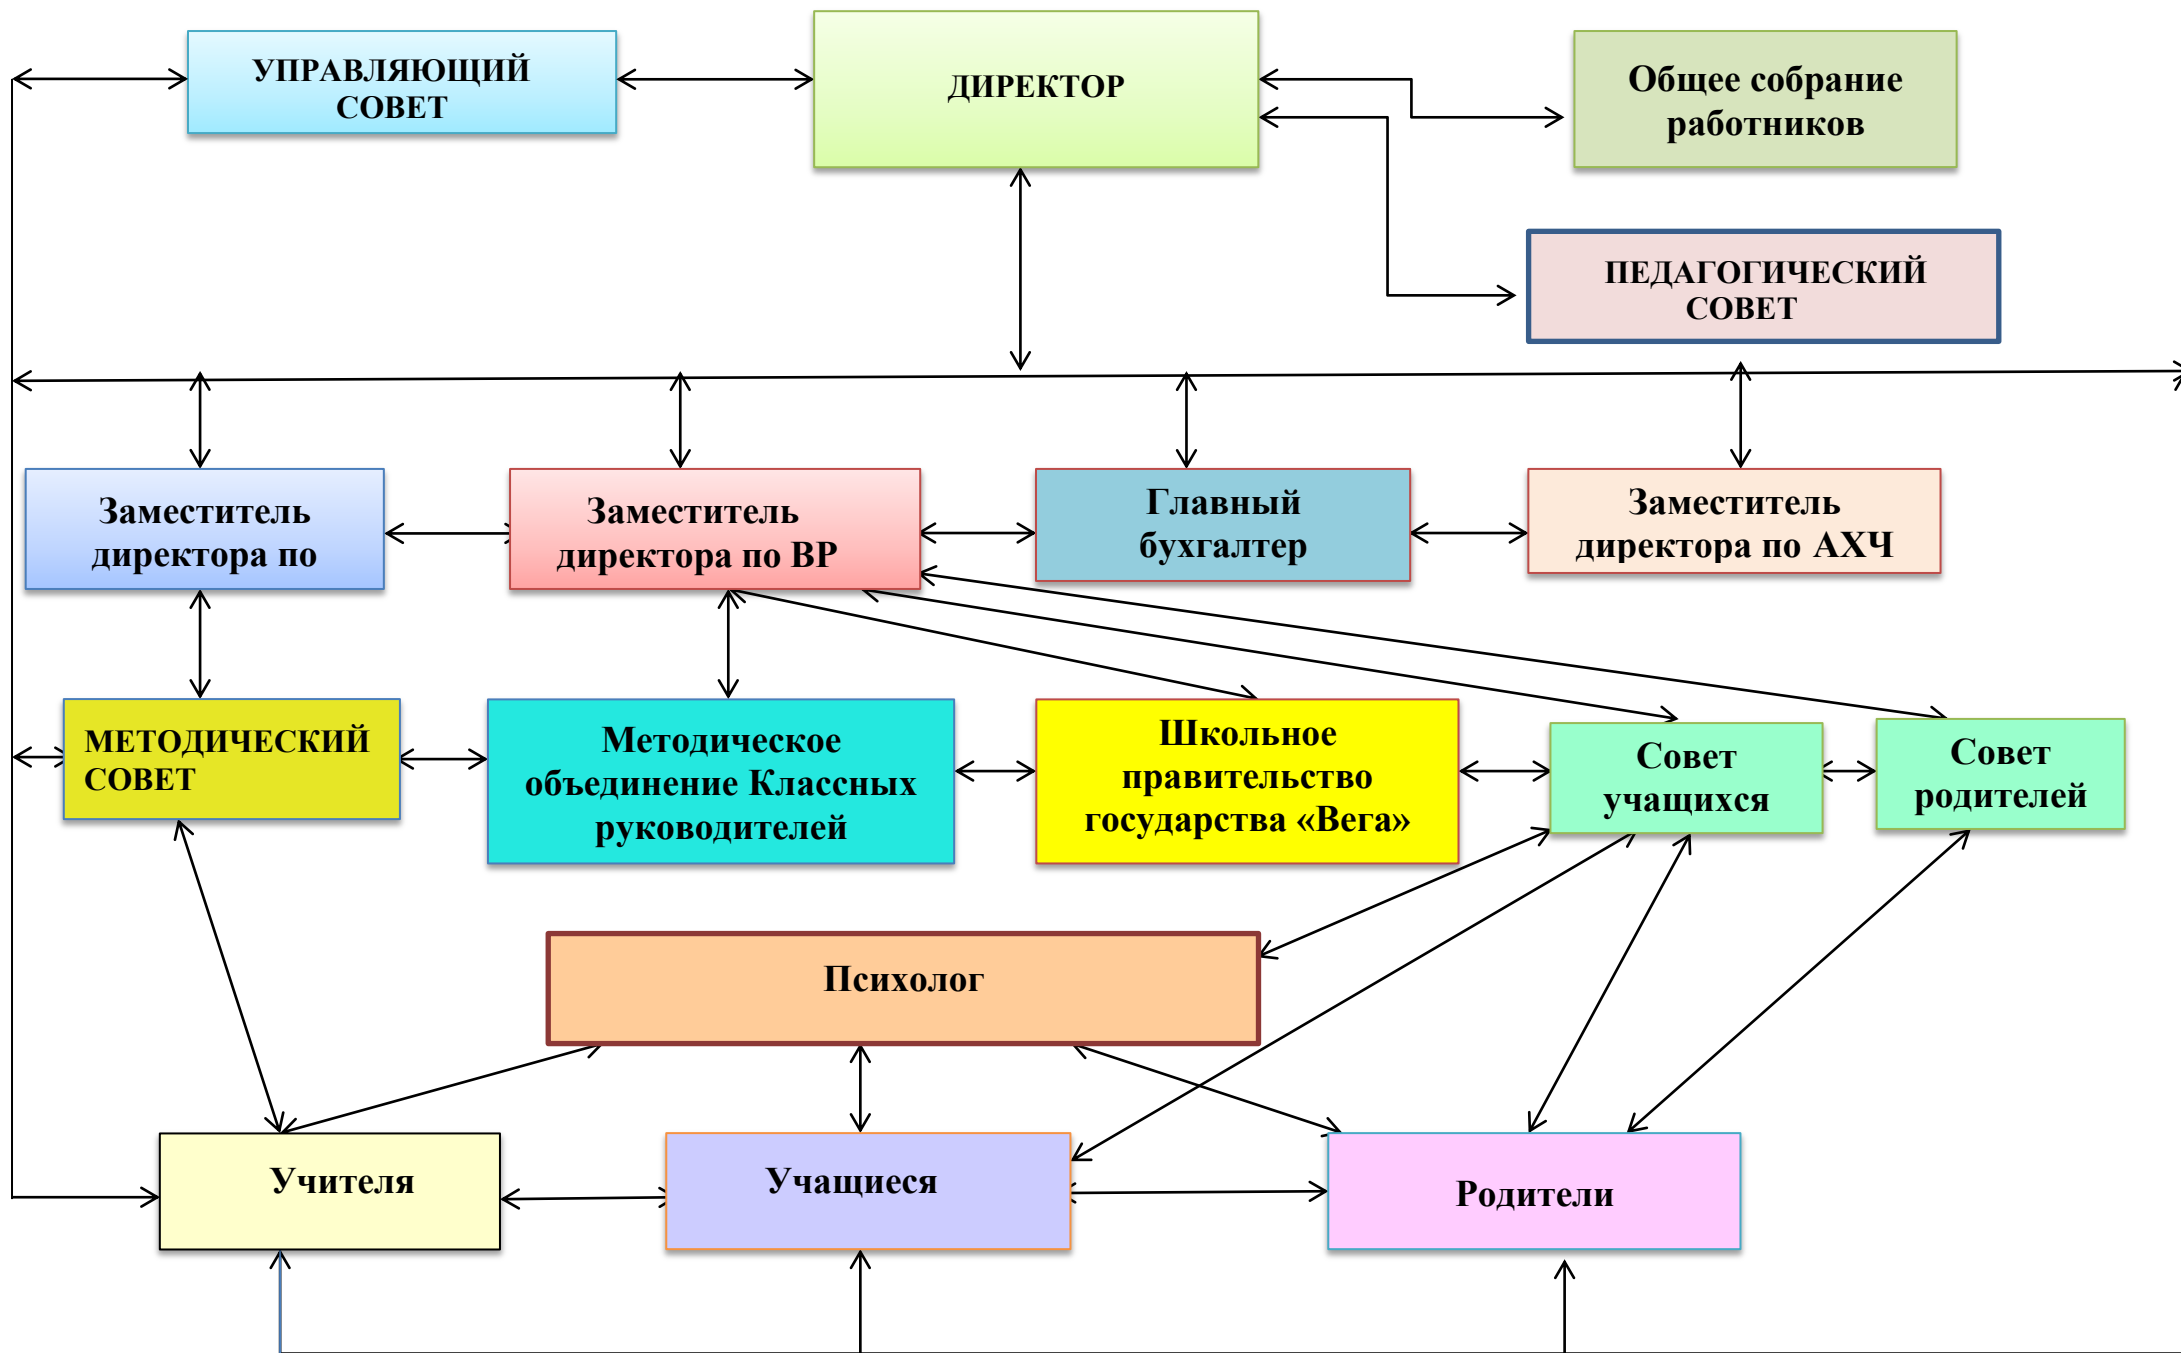 УПРАВЛЯЮЩИЙ
СОВЕТ
ДИРЕКТОР
Общее собрание
работников
ПЕДАГОГИЧЕСКИЙ
СОВЕТ
Заместитель
директора по
Заместитель
директора по ВР
Главный
бухгалтер
Заместитель
директора по АХЧ
МЕТОДИЧЕСКИЙ
СОВЕТ
Методическое
объединение Классных
руководителей
Школьное
правительство
государства «Вега»
Совет
учащихся
Совет
родителей
Психолог
Учителя
Учащиеся
Родители